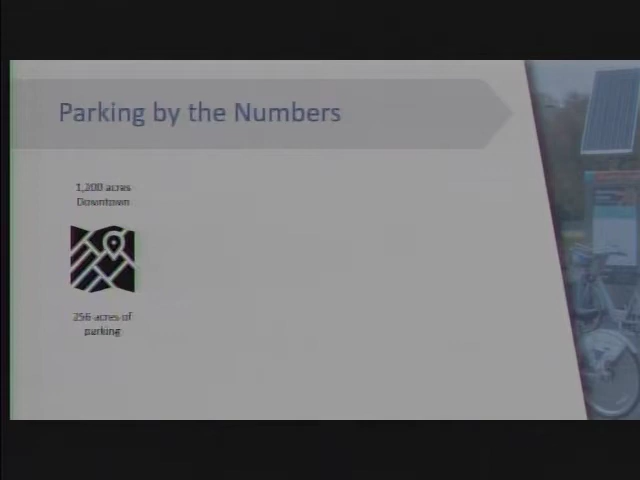 Parking by the Numbers
1,200 acres
Downtown
256 acres of
parking